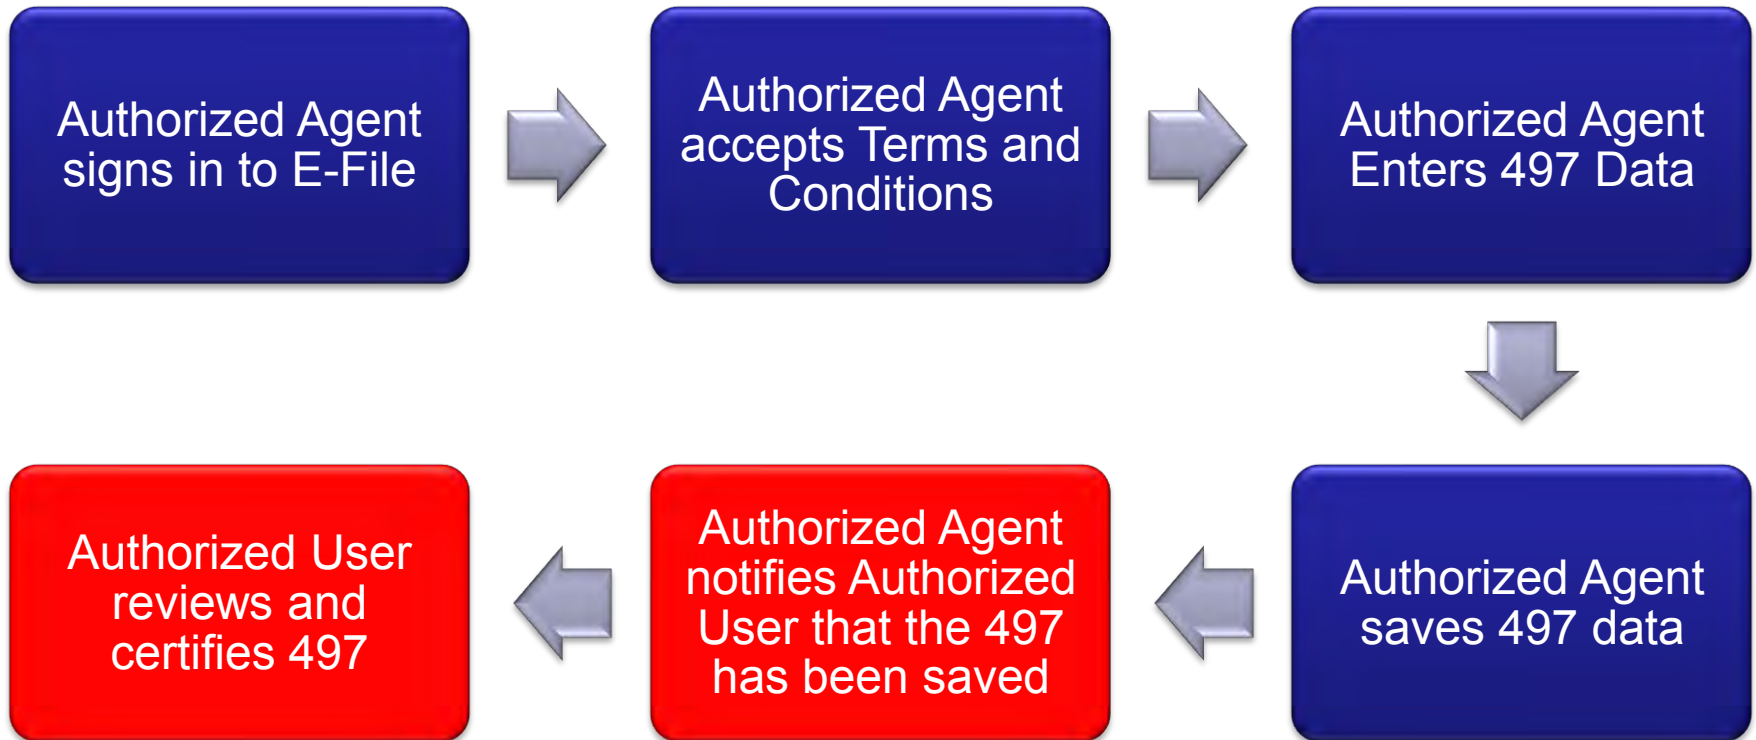 Authorized Agent
signs in to E-File
Authorized Agent
accepts Terms and
Conditions
Authorized Agent
Enters 497 Data
Authorized Agent
saves 497 data
Authorized Agent
notifies Authorized
User that the 497
has been saved
Authorized User
reviews and
certifies 497